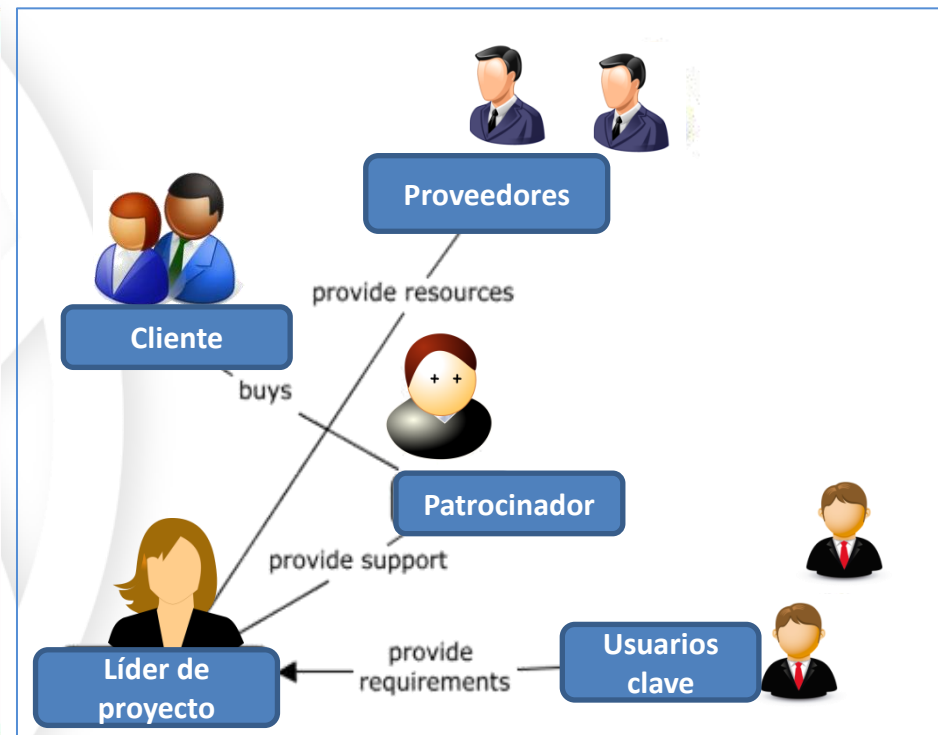 Proveedores
provide resources
Cliente
buys
Patrocinador
provide support
Líder de
proyecto
provide
requirements
Usuarios
clave